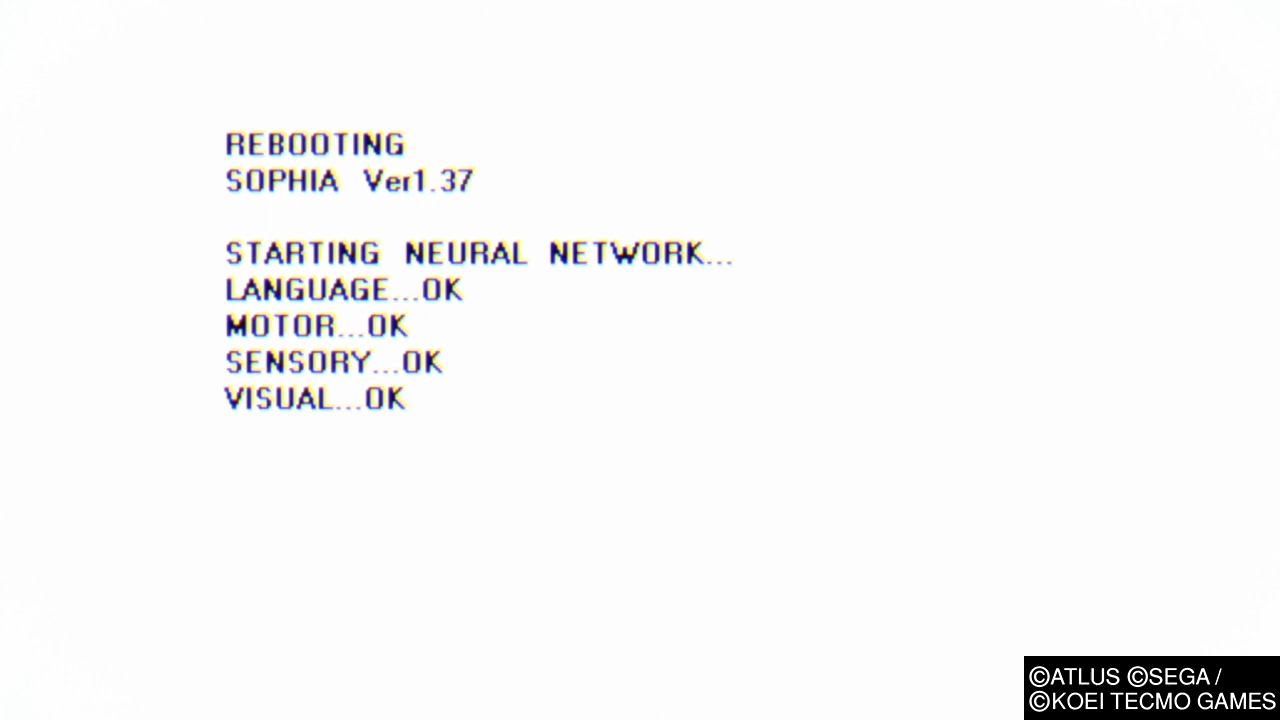 REBOOTING
SOPHIA Ver1.37
STARTING NEURAL NETWORK...
LANGUAGE...OK
MOTOR...OK
SENSORY...OK
VISUAL...OK
©ATLUS ©SEGA /
©KOEI TECMO GAMES